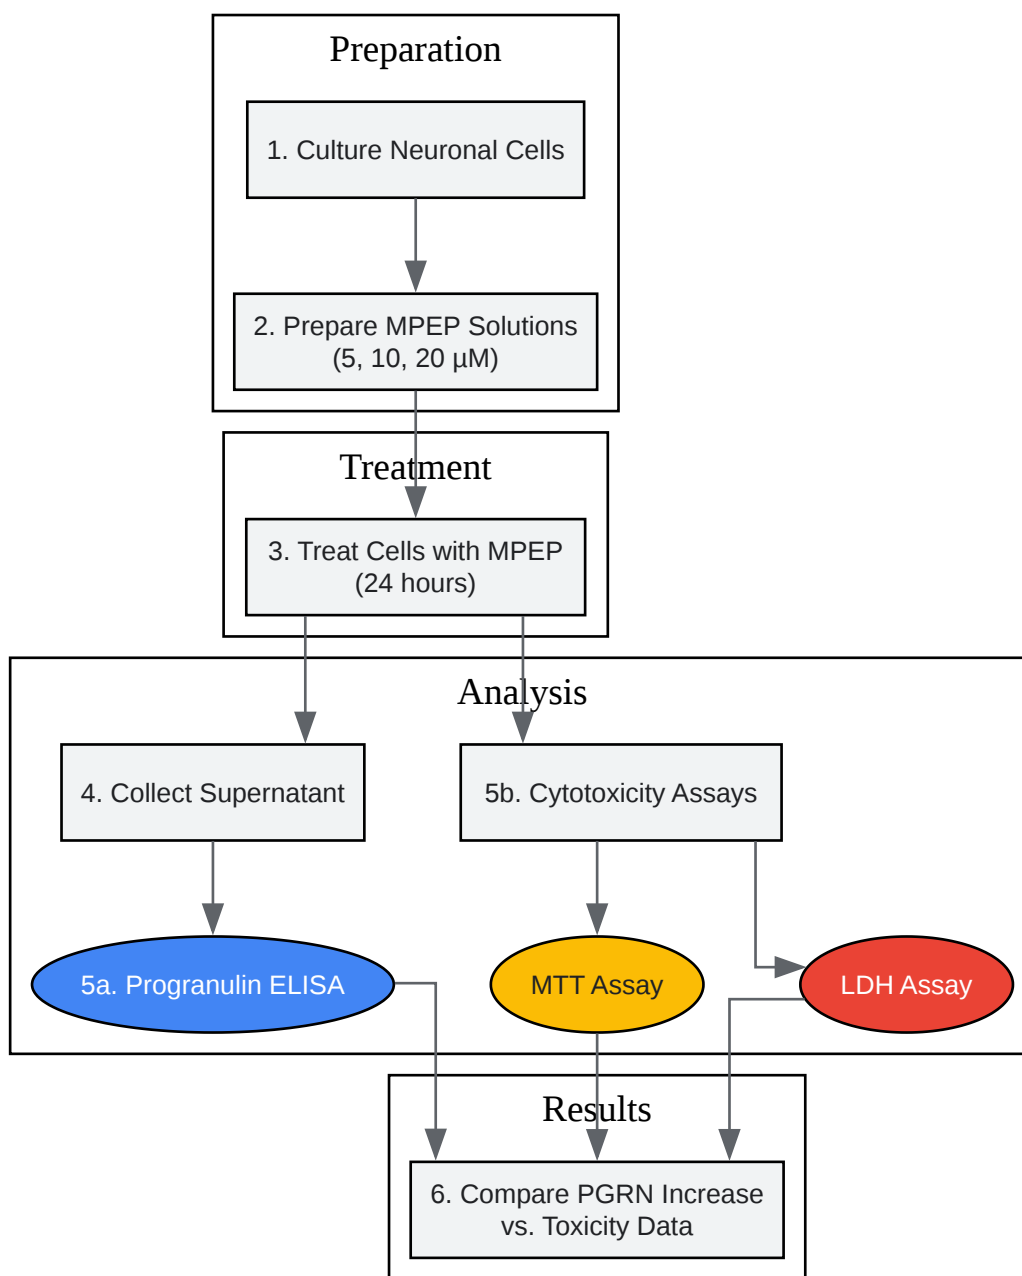 Preparation
1. Culture Neuronal Cells
2. Prepare MPEP Solutions
(5, 10, 20 µM)
Treatment
3. Treat Cells with MPEP
(24 hours)
Analysis
4. Collect Supernatant
5b. Cytotoxicity Assays
5a. Progranulin ELISA
MTT Assay
LDH Assay
Results
6. Compare PGRN Increase
vs. Toxicity Data